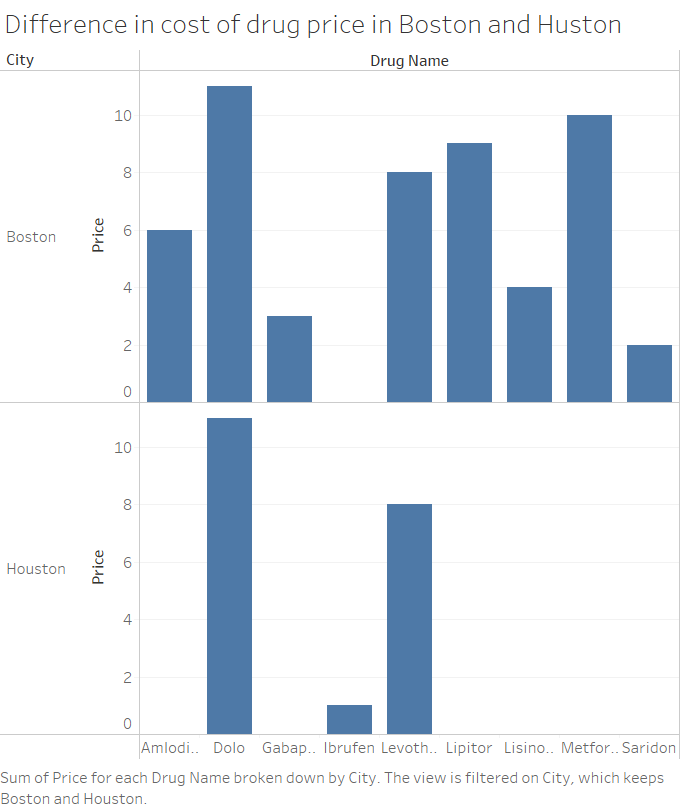 Difference in cost of drug price in Boston and Huston
City
Drug Name
Boston
Price
10
8
6
4
2
0
Houston
Price
10
8
6
4
2
0
Amlodi.. Dolo Gabap.. Ibrufen Levoth.. Lipitor Lisino.. Metfor.. Saridon
Sum of Price for each Drug Name broken down by City. The view is filtered on City, which keeps
Boston and Houston.